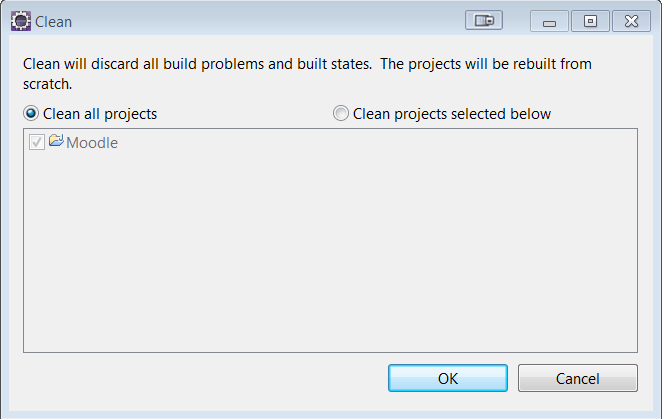 Clean
Clean will discard all build problems and built states.  The projects will be rebuilt from
scratch.
Clean all projects
Clean projects selected below
Moodle
OK
Cancel